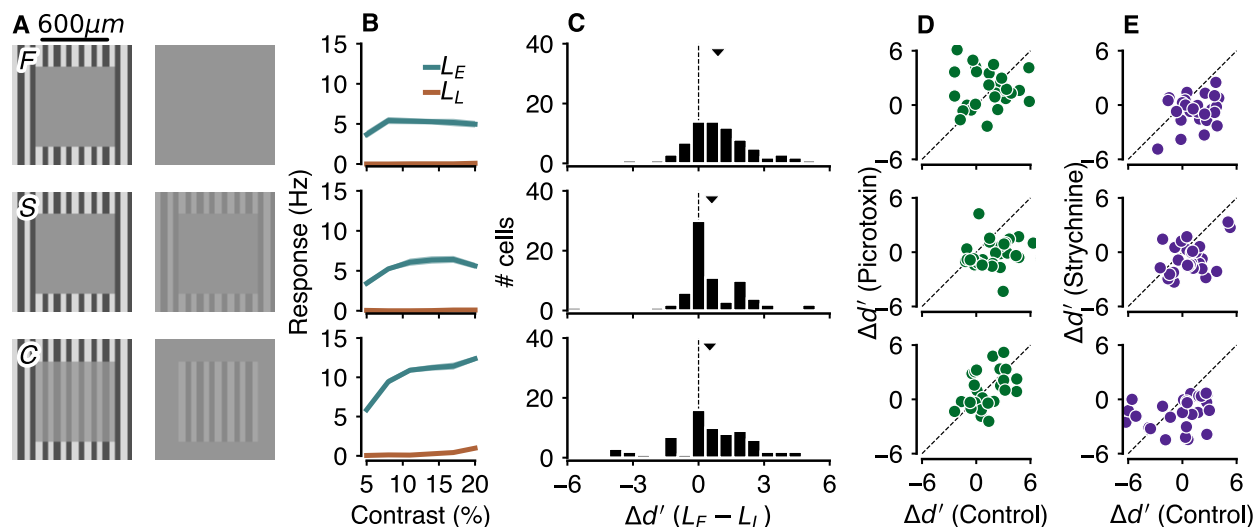 A B C D E
600µm
F
S
C
Response (Hz)
15
10
5
0
15
10
5
0
15
10
5
0
L_E
L_L
5 10 15 20
Contrast (%)
# cells
40
20
0
40
20
0
40
20
0
−6 −3 0 3 6
Δd′ (L_E − L_L)
Δd′ (Picrotoxin)
6
0
−6
6
0
−6
6
0
−6
−6 0 6
Δd′ (Control)
Δd′ (Strychnine)
6
0
−6
6
0
−6
6
0
−6
−6 0 6
Δd′ (Control)